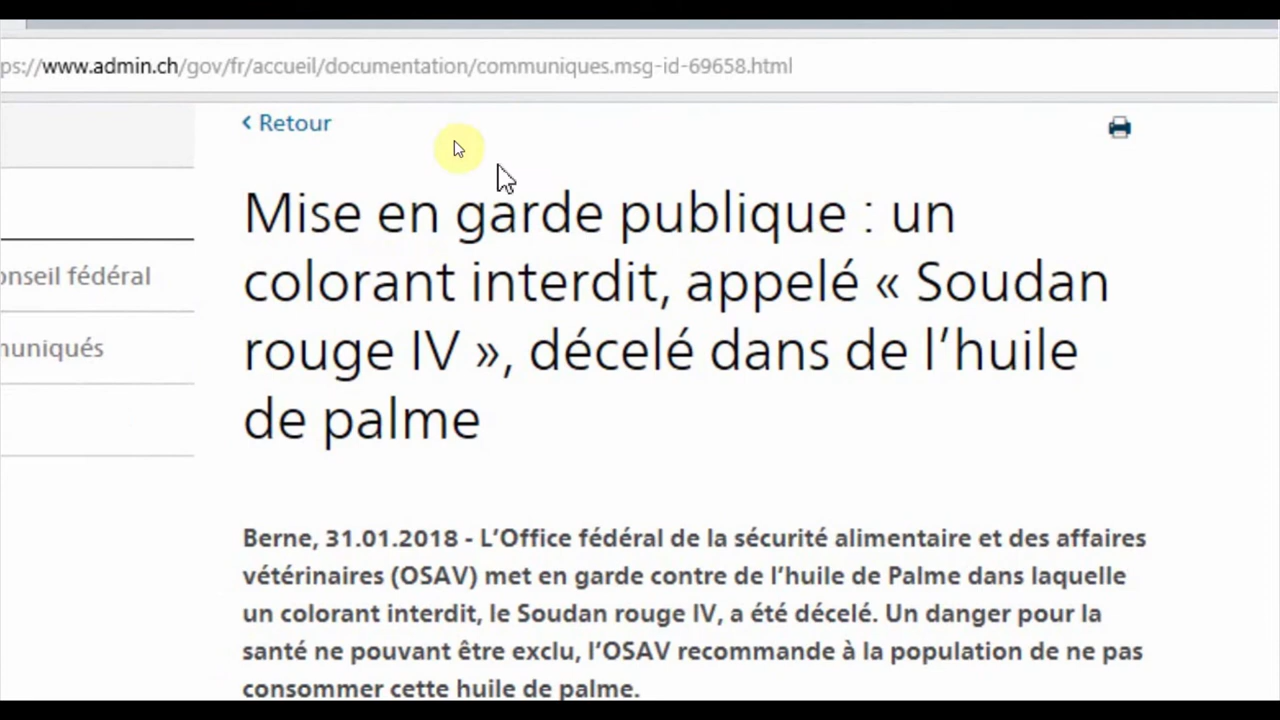 ps://www.admin.ch/gov/fr/accueil/documentation/communiques.msg-id-69658.html
Retour
Mise en garde publique : un
colorant interdit, appelé « Soudan
rouge IV », décelé dans de l’huile
de palme
onseil fédéral
muniqués
Berne, 31.01.2018 - L’Office fédéral de la sécurité alimentaire et des affaires
vétérinaires (OSAV) met en garde contre de l’huile de Palme dans laquelle
un colorant interdit, le Soudan rouge IV, a été décelé. Un danger pour la
santé ne pouvant être exclu, l’OSAV recommande à la population de ne pas
consommer cette huile de palme.